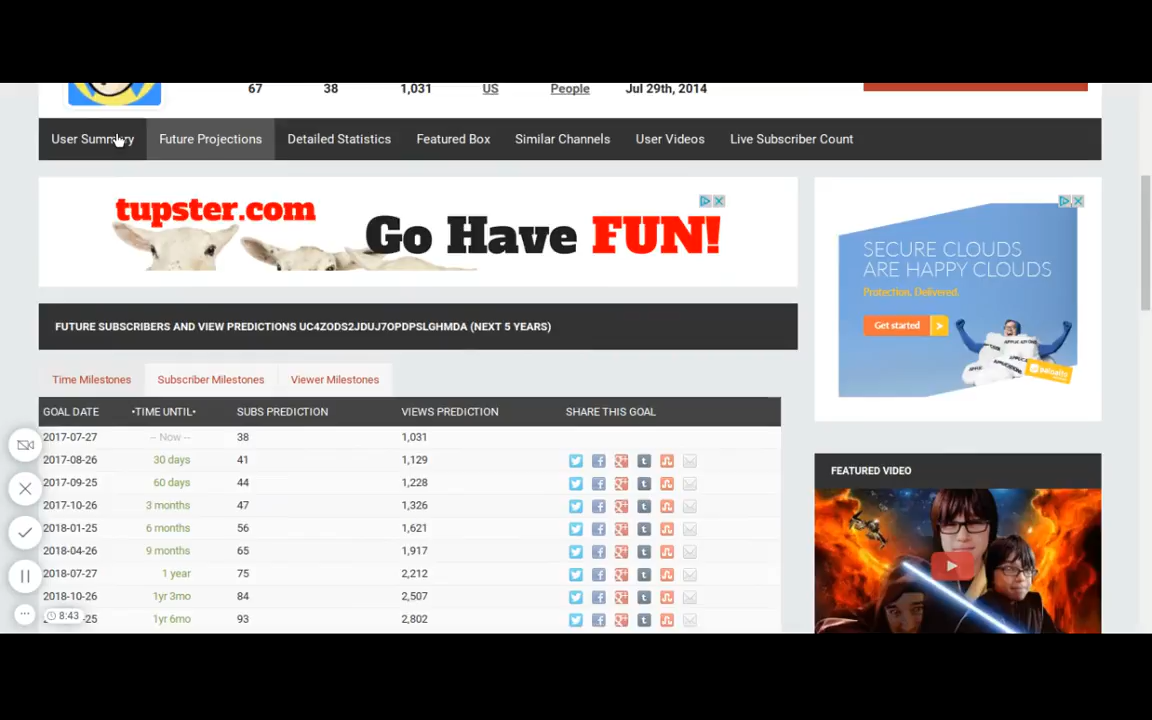 67 38 1,031 US People Jul 29th, 2014
User Summary Future Projections Detailed Statistics Featured Box Similar Channels User Videos Live Subscriber Count
tupster.com
Go Have FUN!
SECURE CLOUDS
ARE HAPPY CLOUDS
Protection. Delivered.
Get started
FUTURE SUBSCRIBERS AND VIEW PREDICTIONS UC4ZODS2JDUJ7OPDPSLGHMDA (NEXT 5 YEARS)
Time Milestones Subscriber Milestones Viewer Milestones
GOAL DATE •TIME UNTIL• SUBS PREDICTION VIEWS PREDICTION SHARE THIS GOAL
2017-07-27 -- Now -- 38 1,031
2017-08-26 30 days 41 1,129
2017-09-25 60 days 44 1,228
2017-10-26 3 months 47 1,326
2018-01-25 6 months 56 1,621
2018-04-26 9 months 65 1,917
2018-07-27 1 year 75 2,212
2018-10-26 1yr 3mo 84 2,507
-25 1yr 6mo 93 2,802
8:43
FEATURED VIDEO